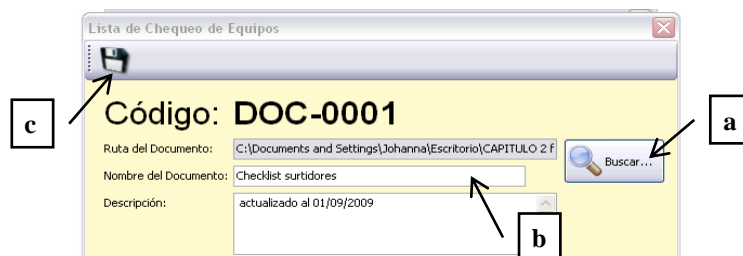 Lista de Chequeo de Equipos
c
Código: DOC-0001
a
Ruta del Documento: C:\Documents and Settings\Johanna\Escritorio\CAPITULO 2 f
Buscar...
Nombre del Documento: Checklist surtidores
Descripción: actualizado al 01/09/2009
b